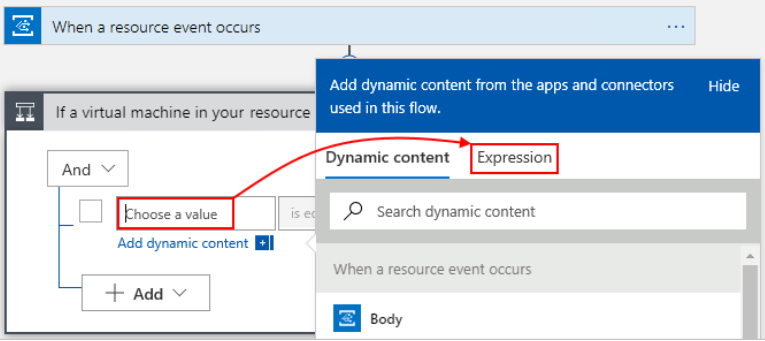 When a resource event occurs
...
If a virtual machine in your resource
Add dynamic content from the apps and connectors
used in this flow.
Hide
Dynamic content
Expression
And
Choose a value
is eq
Search dynamic content
Add dynamic content
When a resource event occurs
Add
Body